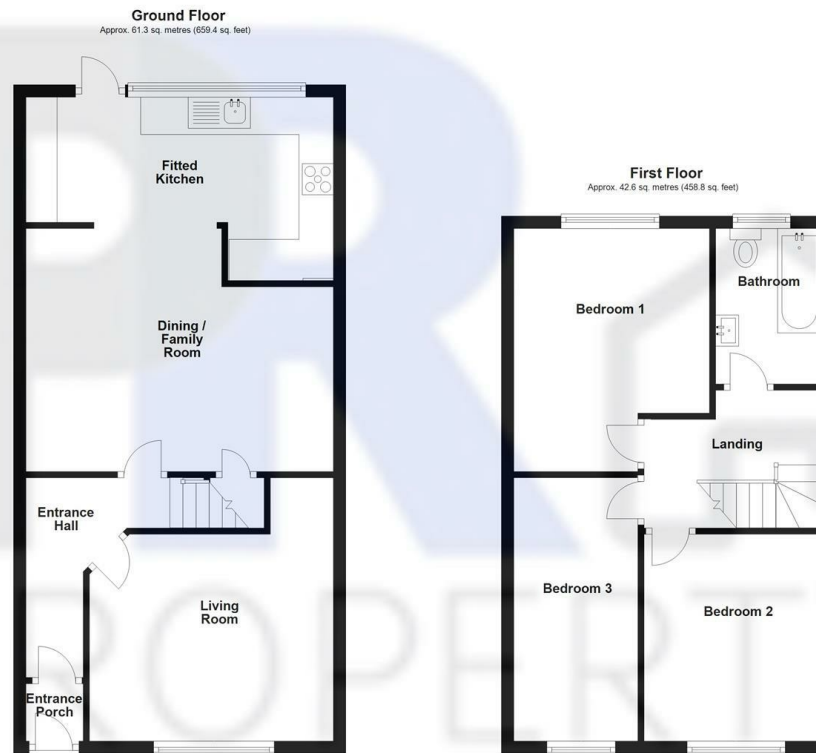 Ground Floor
Approx. 61.3 sq. metres (659.4 sq. feet)
Fitted
Kitchen
Dining /
Family
Room
Entrance
Hall
Living
Room
Entrance
Porch
First Floor
Approx. 42.6 sq. metres (458.8 sq. feet)
Bedroom 1
Bathroom
Landing
Bedroom 3
Bedroom 2
PR
ROPERT